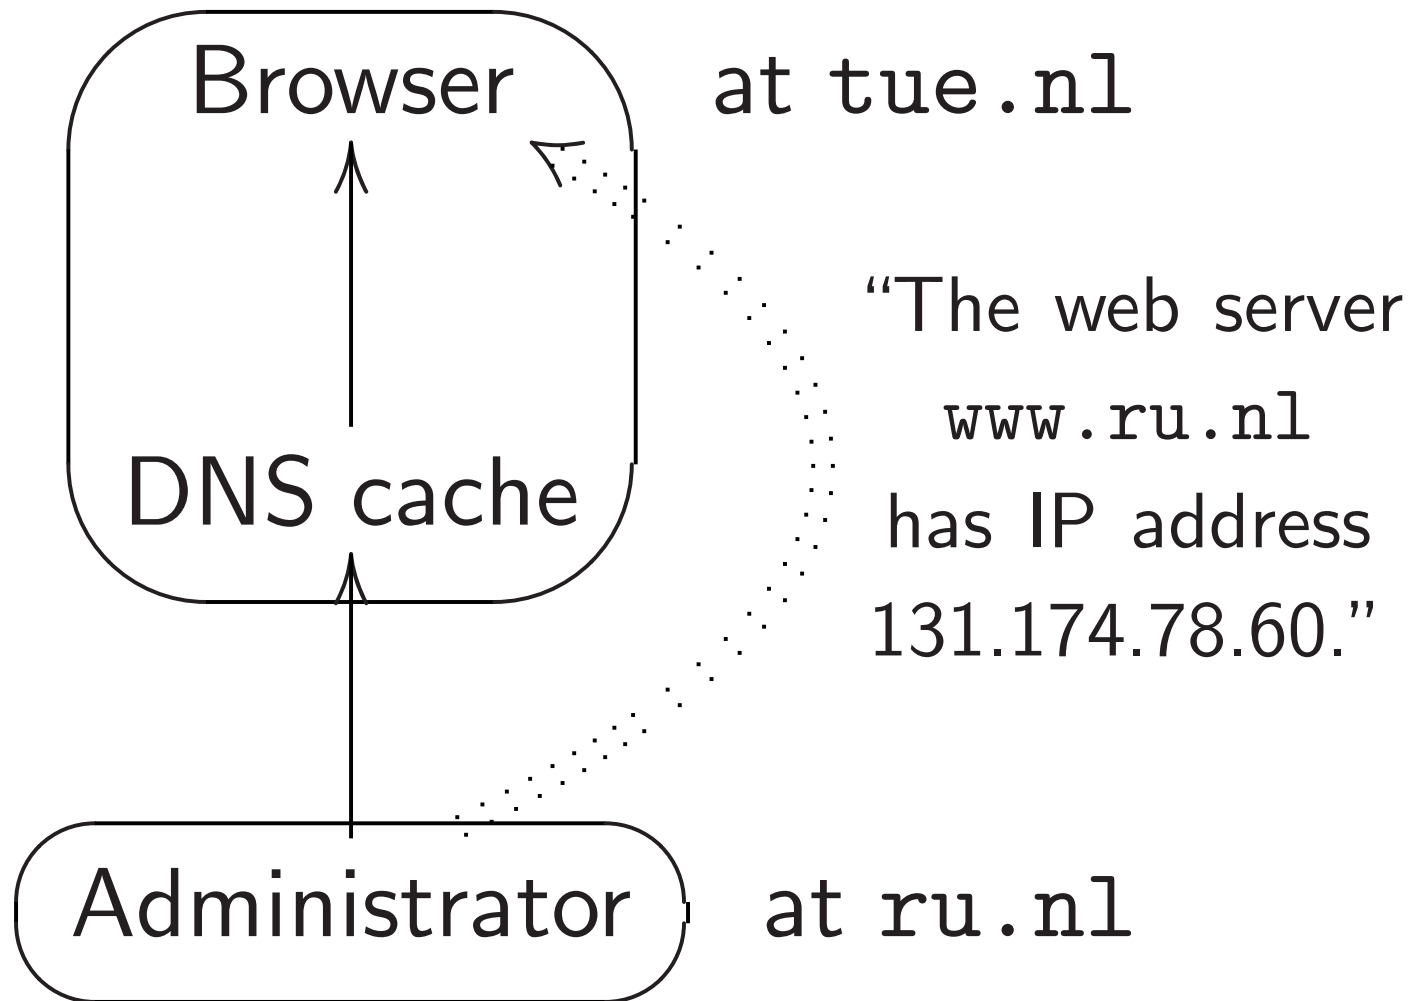 Browser at tue.nl
“The web server
www.ru.nl
DNS cache
has IP address
131.174.78.60.”
Administrator at ru.nl